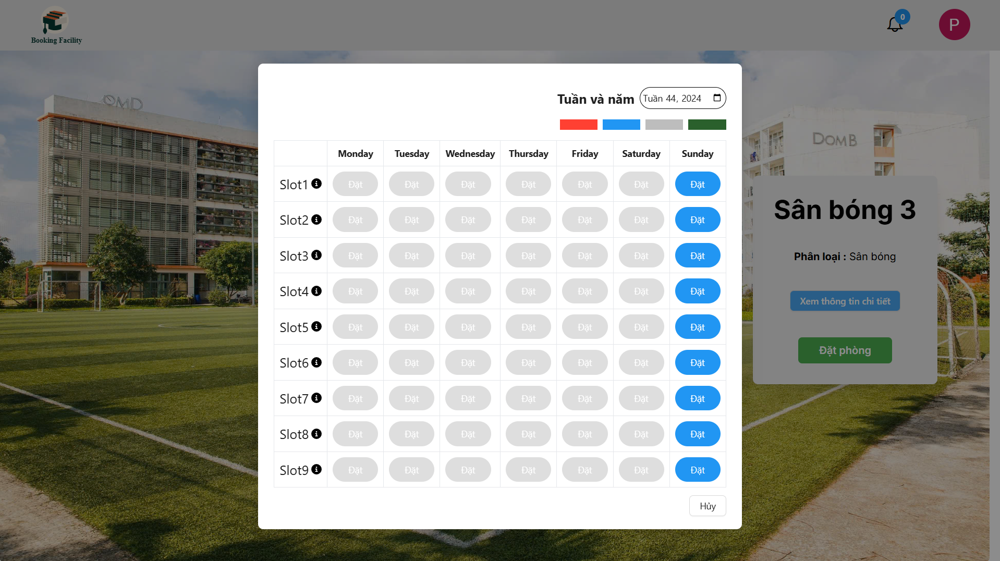 Booking Facility
0
P
OMD
DOMB
Tuần và năm Tuần 44, 2024
Monday Tuesday Wednesday Thursday Friday Saturday Sunday
Slot1 Đặt Đặt Đặt Đặt Đặt Đặt Đặt
Slot2 Đặt Đặt Đặt Đặt Đặt Đặt Đặt
Slot3 Đặt Đặt Đặt Đặt Đặt Đặt Đặt
Slot4 Đặt Đặt Đặt Đặt Đặt Đặt Đặt
Slot5 Đặt Đặt Đặt Đặt Đặt Đặt Đặt
Slot6 Đặt Đặt Đặt Đặt Đặt Đặt Đặt
Slot7 Đặt Đặt Đặt Đặt Đặt Đặt Đặt
Slot8 Đặt Đặt Đặt Đặt Đặt Đặt Đặt
Slot9 Đặt Đặt Đặt Đặt Đặt Đặt Đặt
Hủy
Sân bóng 3
Phân loại : Sân bóng
Xem thông tin chi tiết
Đặt phòng